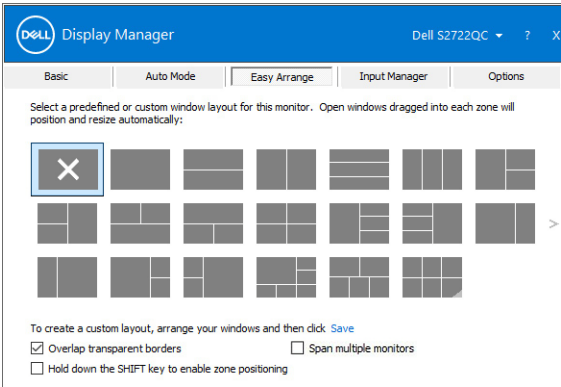 DELL Display Manager Dell S2722QC ? X
Basic Auto Mode Easy Arrange Input Manager Options
Select a predefined or custom window layout for this monitor. Open windows dragged into each zone will
position and resize automatically:
>
To create a custom layout, arrange your windows and then click Save
Overlap transparent borders Span multiple monitors
Hold down the SHIFT key to enable zone positioning